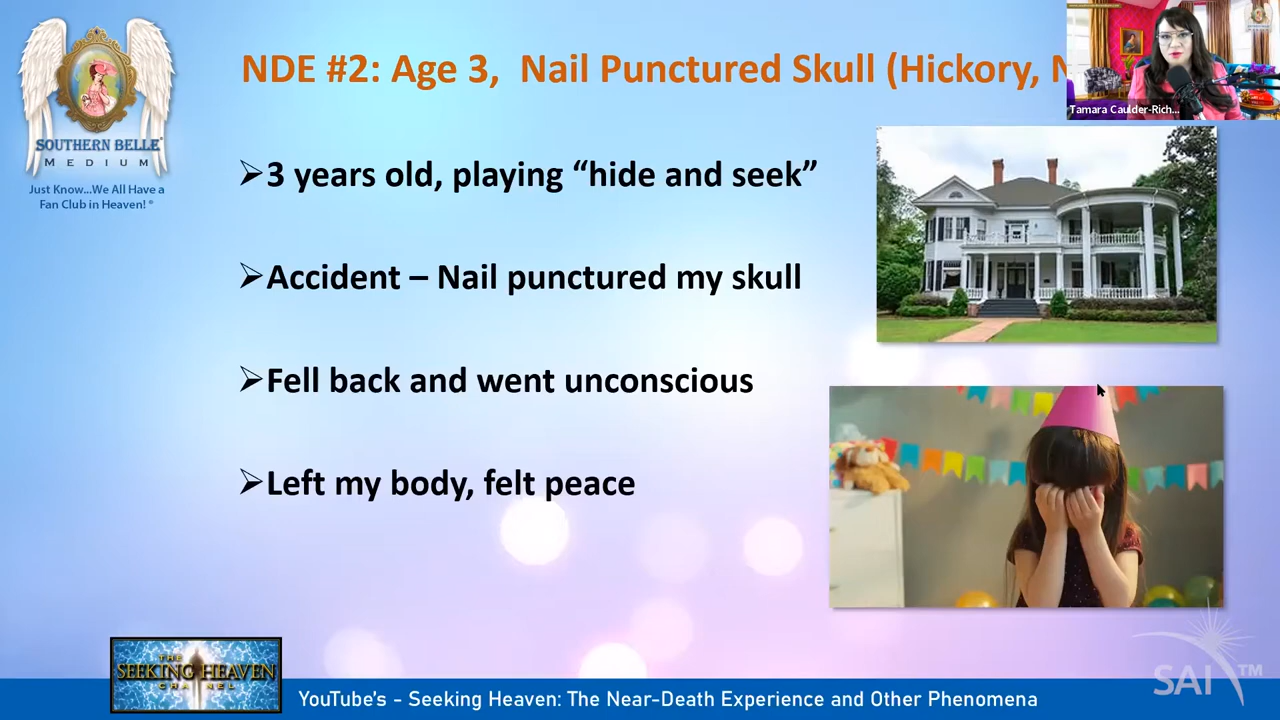 NDE #2: Age 3, Nail Punctured Skull (Hickory, N
Tamara Caulder-Rich...
SOUTHERN BELLE®
MEDIUM
Just Know...We All Have a
Fan Club in Heaven! ©
➢3 years old, playing “hide and seek”
➢Accident – Nail punctured my skull
➢Fell back and went unconscious
➢Left my body, felt peace
THE
SEEKING HEAVEN
CHANNEL
YouTube's - Seeking Heaven: The Near-Death Experience and Other Phenomena
SAI™